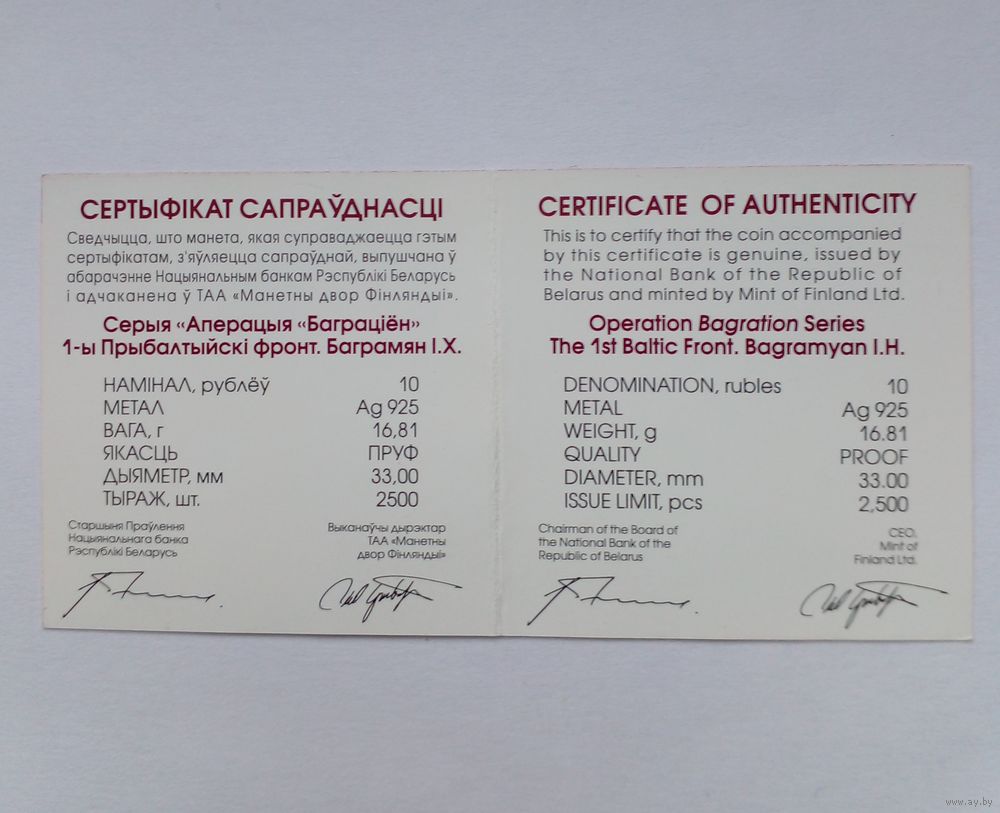 СЕРТЫФІКАТ САПРАЎДНАСЦІ
Сведчыцца, што манета, якая суправаджаецца гэтым
сертыфікатам, з'яўляецца сапраўднай, выпушчана ў
абарачэнне Нацыянальным банкам Рэспублікі Беларусь
і адчаканена ў ТАА «Манетны двор Фінляндыі».
Серыя «Аперацыя «Баграціён»
1-ы Прыбалтыйскі фронт. Баграмян І.Х.
НАМІНАЛ, рублёў 10
МЕТАЛ Ag 925
ВАГА, г 16,81
ЯКАСЦЬ ПРУФ
ДЫЯМЕТР, мм 33,00
ТЫРАЖ, шт. 2500
Старшыня Праўлення
Нацыянальнага банка
Рэспублікі Беларусь
Выканаўчы дырэктар
ТАА «Манетны
двор Фінляндыі»
CERTIFICATE OF AUTHENTICITY
This is to certify that the coin accompanied
by this certificate is genuine, issued by
the National Bank of the Republic of
Belarus and minted by Mint of Finland Ltd.
Operation Bagration Series
The 1st Baltic Front. Bagramyan I.H.
DENOMINATION, rubles 10
METAL Ag 925
WEIGHT, g 16.81
QUALITY PROOF
DIAMETER, mm 33.00
ISSUE LIMIT, pcs 2,500
Chairman of the Board of
the National Bank of the
Republic of Belarus
CEO,
Mint of
Finland Ltd.
www.ay.by